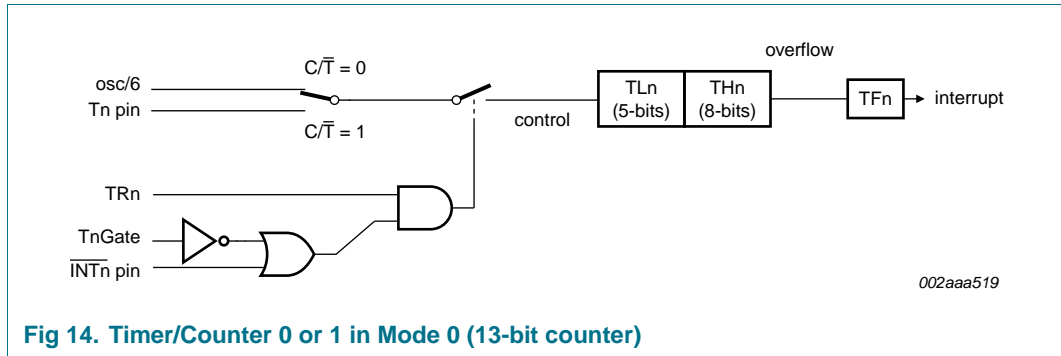 overflow
C/T̅ = 0
osc/6
Tn pin
C/T̅ = 1
control
TLn
(5-bits)
THn
(8-bits)
TFn
interrupt
TRn
TnGate
I̅N̅T̅n̅ pin
002aaa519
Fig 14. Timer/Counter 0 or 1 in Mode 0 (13-bit counter)